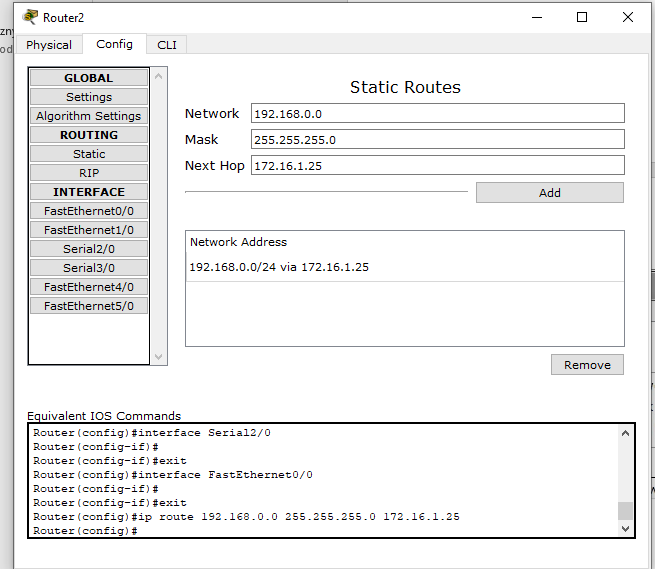 Router2
Physical Config CLI
GLOBAL
Settings
Algorithm Settings
ROUTING
Static
RIP
INTERFACE
FastEthernet0/0
FastEthernet1/0
Serial2/0
Serial3/0
FastEthernet4/0
FastEthernet5/0
Static Routes
Network 192.168.0.0
Mask 255.255.255.0
Next Hop 172.16.1.25
Add
Network Address
192.168.0.0/24 via 172.16.1.25
Remove
Equivalent IOS Commands
Router(config)#interface Serial2/0
Router(config-if)#
Router(config-if)#exit
Router(config)#interface FastEthernet0/0
Router(config-if)#
Router(config-if)#exit
Router(config)#ip route 192.168.0.0 255.255.255.0 172.16.1.25
Router(config)#